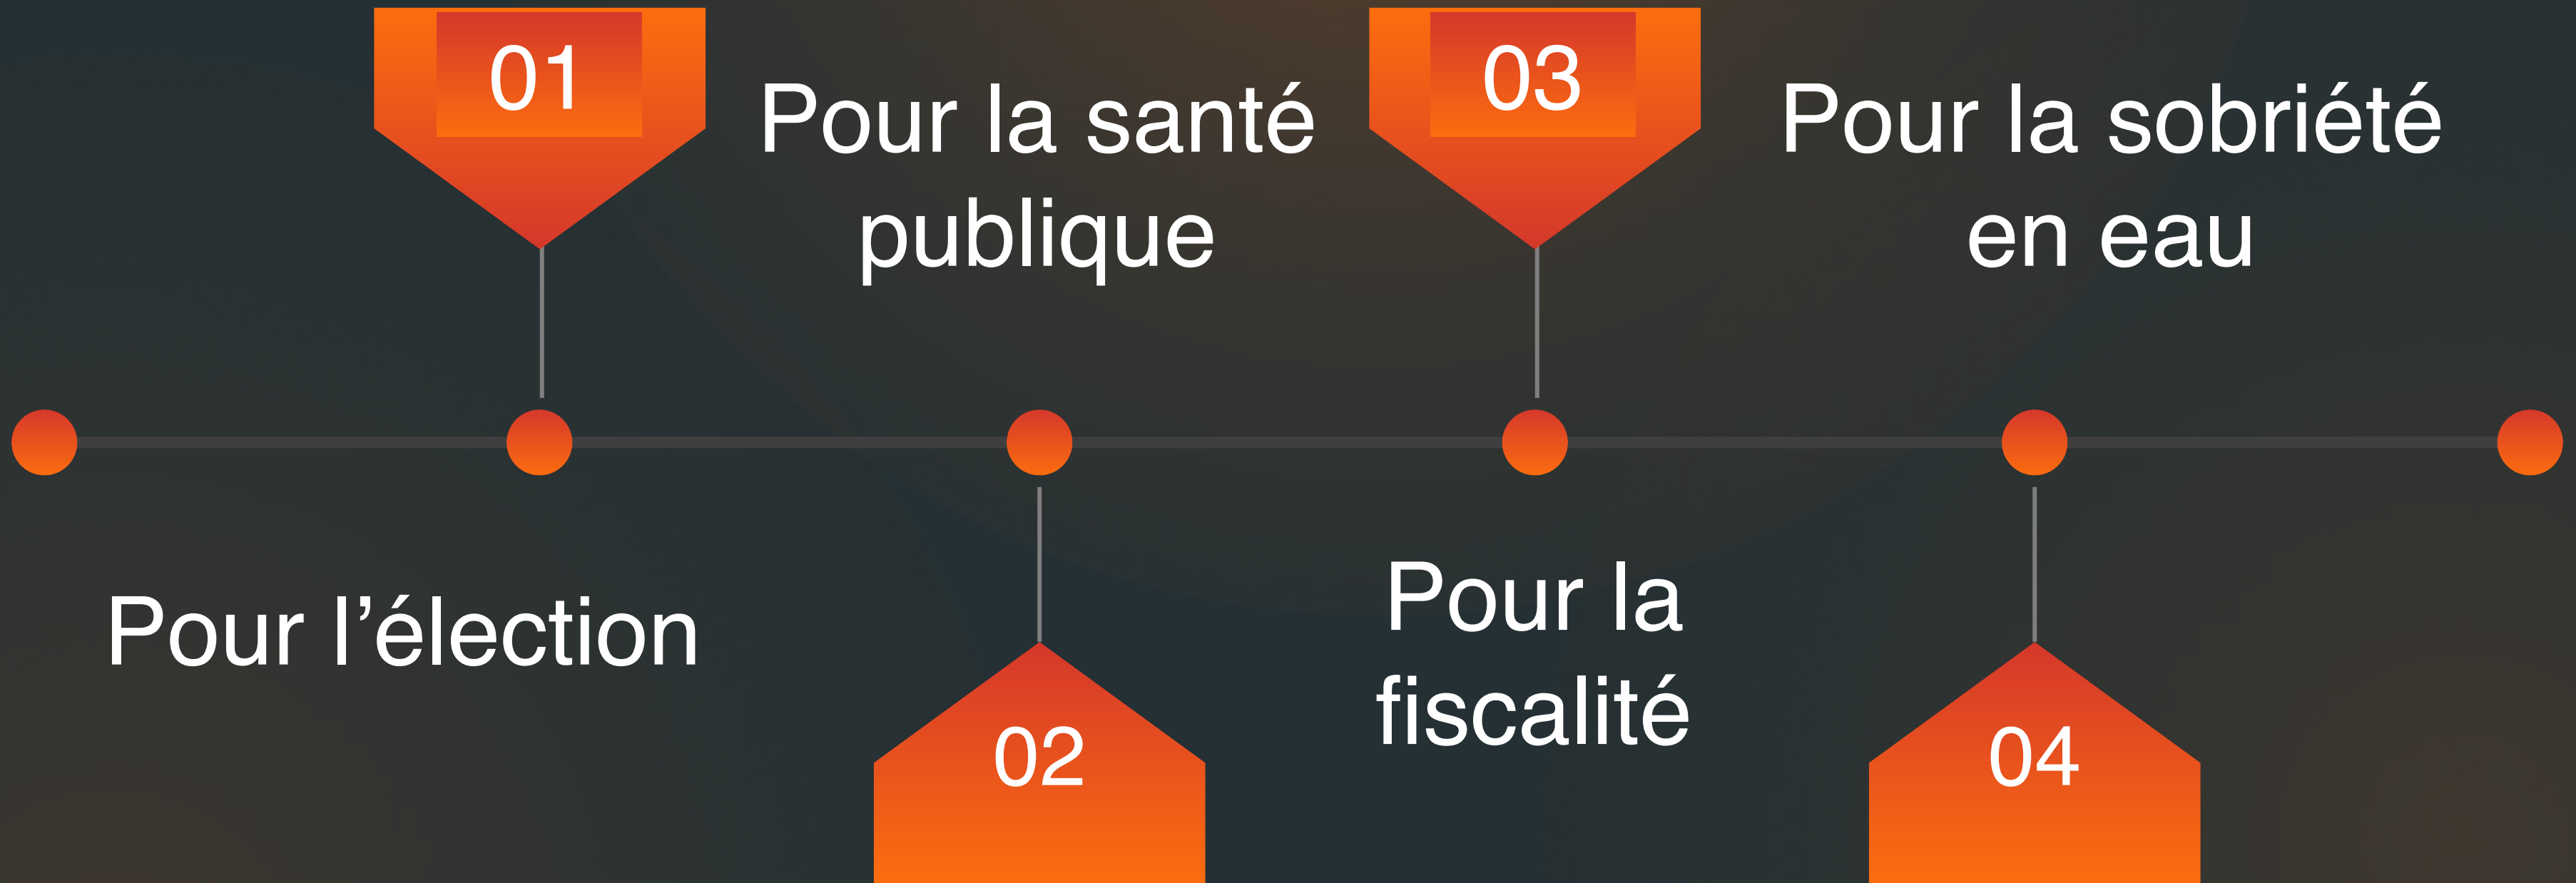 01
Pour l’élection
Pour la santé
publique
02
03
Pour la
fiscalité
Pour la sobriété
en eau
04